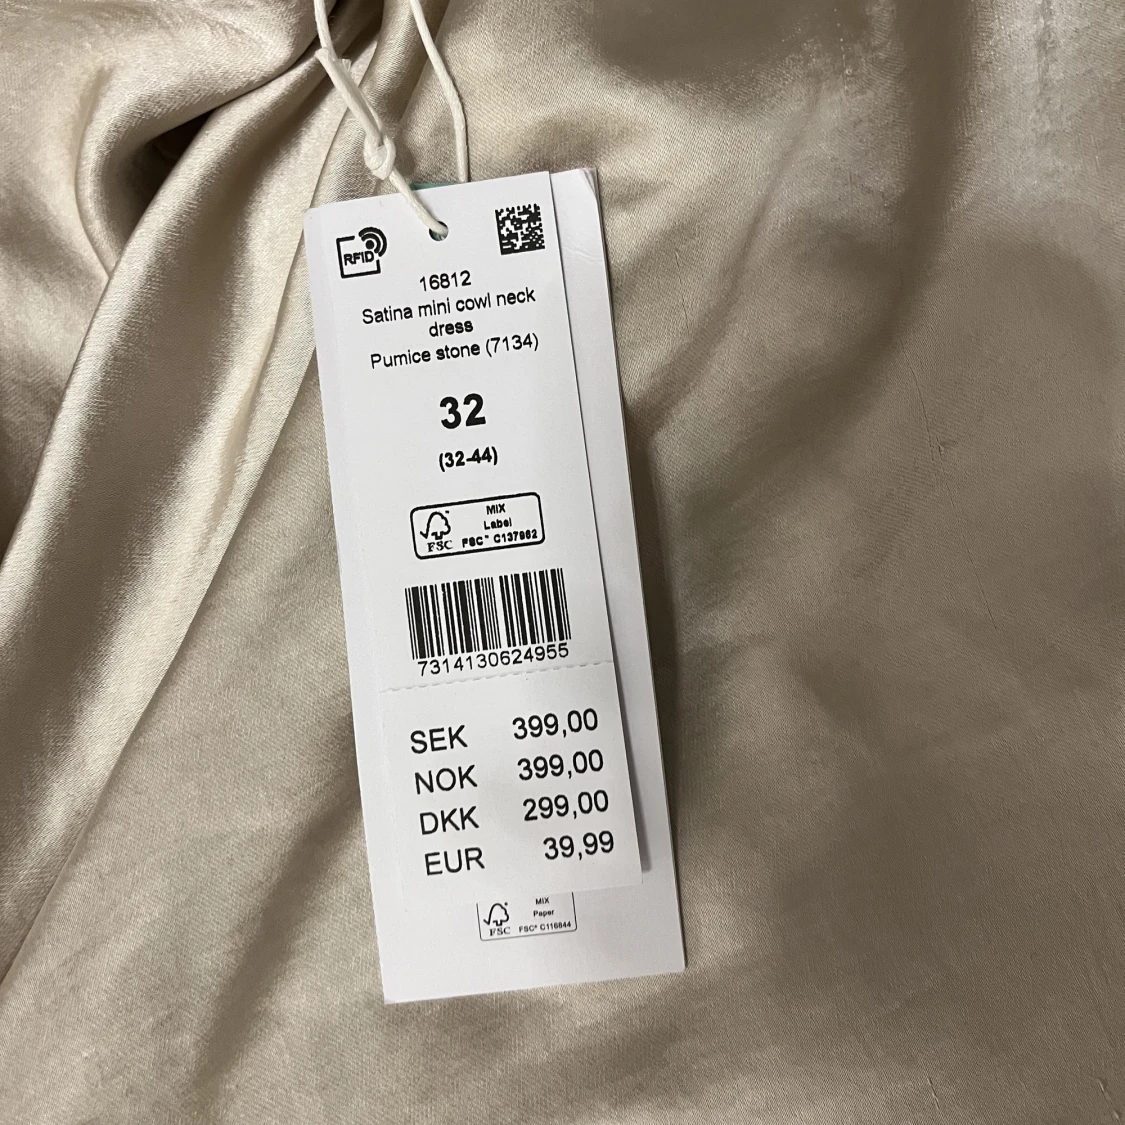 RFID
16812
Satina mini cowl neck
dress
Pumice stone (7134)
32
(32-44)
MIX
Label
FSC FSC® C137962
7314130624955
SEK 399,00
NOK 399,00
DKK 299,00
EUR 39,99
MIX
Paper
FSC FSC® C116844